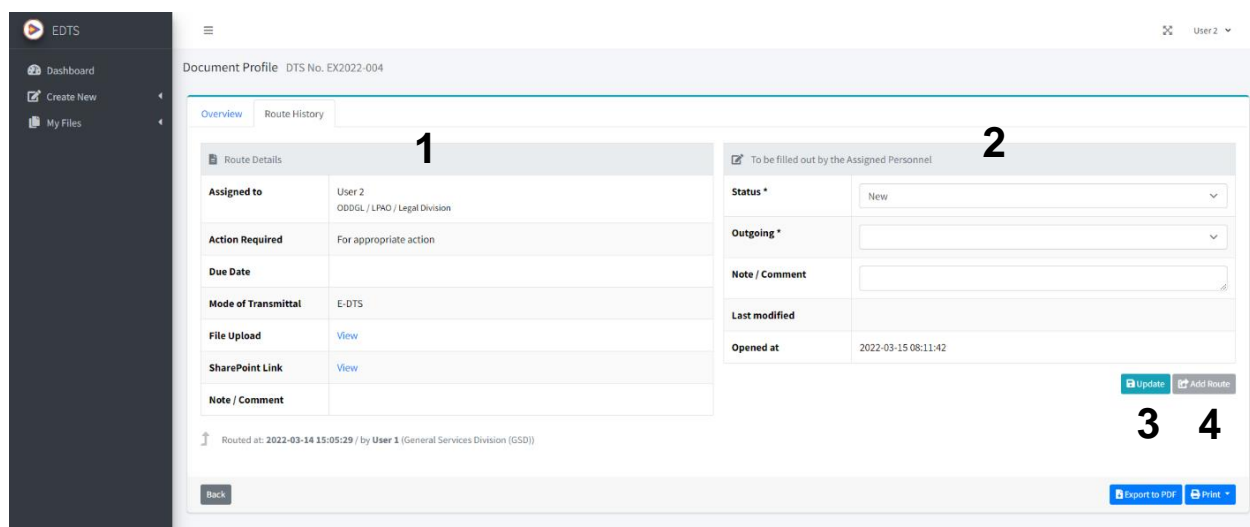 EDTS
User 2
Dashboard
Create New
My Files
Document Profile DTS No. EX2022-004
Overview Route History
1
Route Details
Assigned to User 2
ODDGL / LPAO / Legal Division
Action Required For appropriate action
Due Date
Mode of Transmittal E-DTS
File Upload View
SharePoint Link View
Note / Comment
Routed at: 2022-03-14 15:05:29 / by User 1 (General Services Division (GSD))
2
To be filled out by the Assigned Personnel
Status * New
Outgoing *
Note / Comment
Last modified
Opened at 2022-03-15 08:11:42
Update Add Route
3 4
Back Export to PDF Print